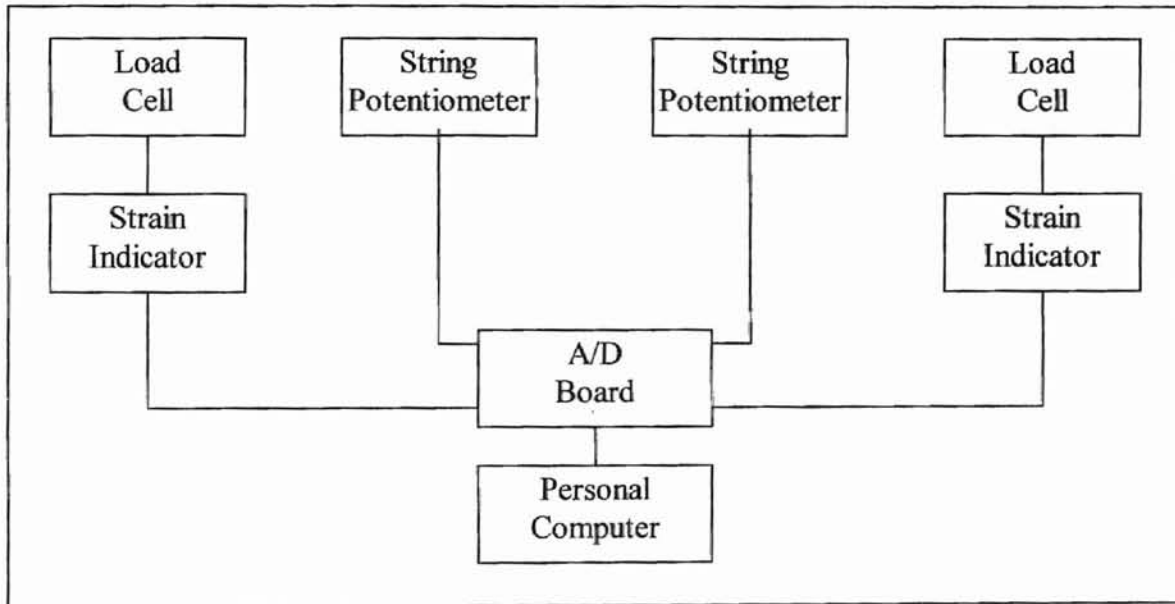 Load
Cell
String
Potentiometer
String
Potentiometer
Load
Cell
Strain
Indicator
Strain
Indicator
A/D
Board
Personal
Computer